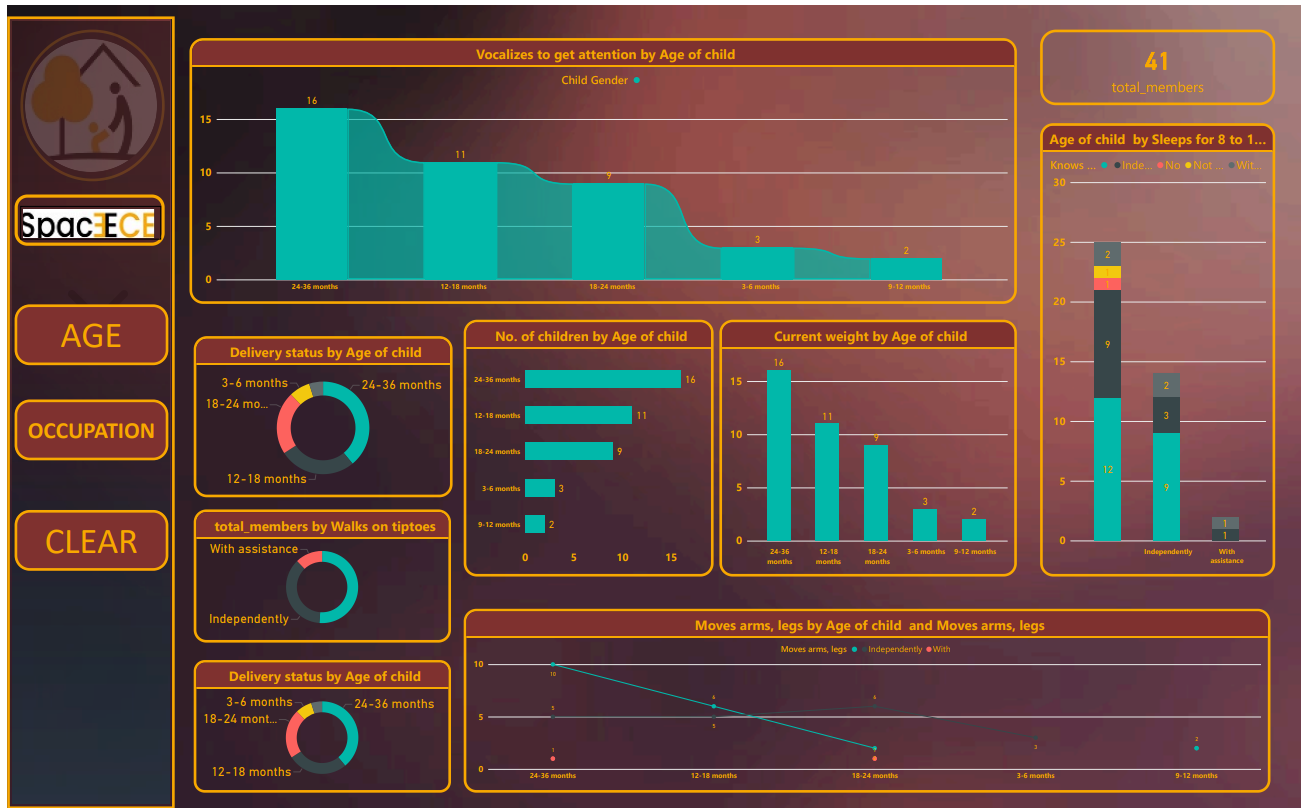 SpacEECE
AGE
OCCUPATION
CLEAR
Vocalizes to get attention by Age of child
Child Gender
15
10
5
0
16
11
9
3
2
24-36 months
12-18 months
18-24 months
3-6 months
9-12 months
41
total_members
Age of child by Sleeps for 8 to 1...
Knows ...
Inde...
No
Not ...
Wit...
30
25
20
15
10
5
0
2
9
12
2
3
9
1
1
Independently
With
assistance
Delivery status by Age of child
3-6 months
24-36 months
18-24 mo...
12-18 months
No. of children by Age of child
24-36 months
16
12-18 months
11
18-24 months
9
3-6 months
3
9-12 months
2
0
5
10
15
Current weight by Age of child
15
10
5
0
16
11
9
3
2
24-36
months
12-18
months
18-24
months
3-6 months
9-12 months
total_members by Walks on tiptoes
With assistance
Independently
Delivery status by Age of child
3-6 months
24-36 months
18-24 mont...
12-18 months
Moves arms, legs by Age of child and Moves arms, legs
Moves arms, legs
Independently
With
10
5
0
10
5
1
6
5
6
3
2
24-36 months
12-18 months
18-24 months
3-6 months
9-12 months